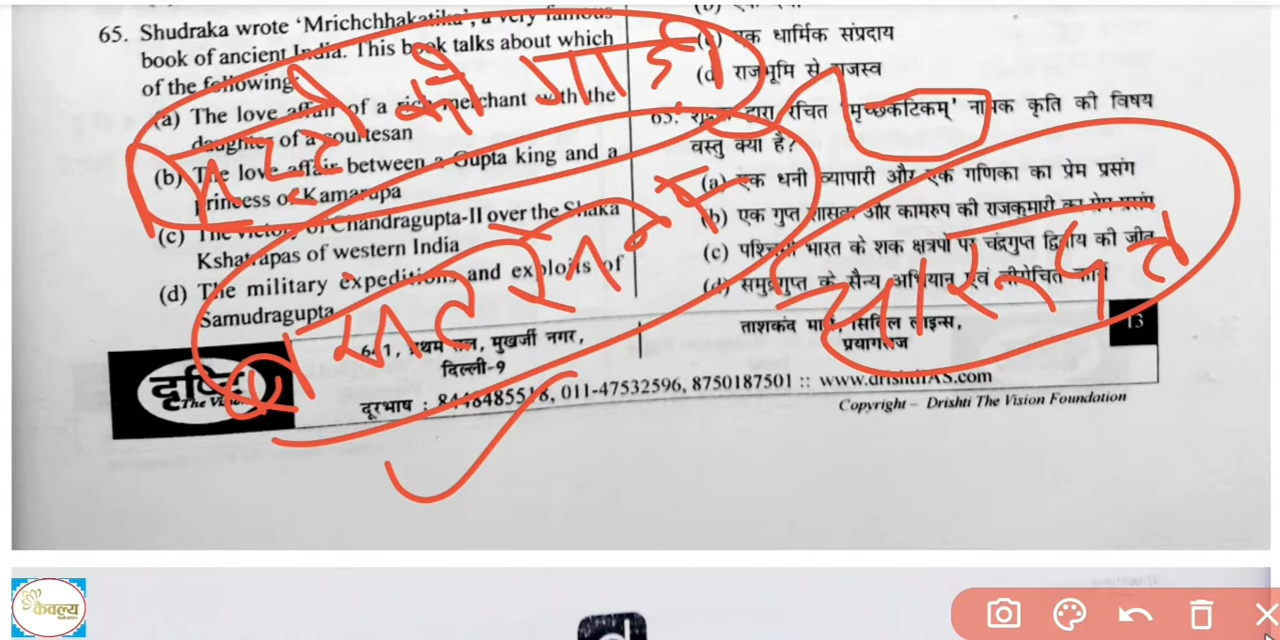 65. Shudraka wrote 'Mrichchhakatika', a very famous
book of ancient India. This book talks about which
of the following:
(a) The love affair of a rich merchant with the
daughter of a courtesan
(b) The love affair between a Gupta king and a
princess of Kamarupa
(c) The victory of Chandragupta-II over the Shaka
Kshatrapas of western India
(d) The military expeditions and exploits of
Samudragupta
(c) एक धार्मिक संप्रदाय
(d) राजभूमि से राजस्व
65. शूद्रक द्वारा रचित 'मृच्छकटिकम्' नामक कृति की विषय
वस्तु क्या है?
(a) एक धनी व्यापारी और एक गणिका का प्रेम प्रसंग
(b) एक गुप्त शासक और कामरुप की राजकुमारी का प्रेम प्रसंग
(c) पश्चिमी भारत के शक क्षत्रपों पर चंद्रगुप्त द्वितीय की जीत
(d) समुद्रगुप्त के सैन्य अभियान एवं वीरोचित कार्य
दृष्टि
The Vision
641, प्रथम तल, मुखर्जी नगर,
दिल्ली-9
ताशकंद मार्ग, सिविल लाइन्स,
प्रयागराज
13
दूरभाष : 8448485518, 011-47532596, 8750187501 :: www.drishtiIAS.com
Copyright – Drishti The Vision Foundation
कैवल्य